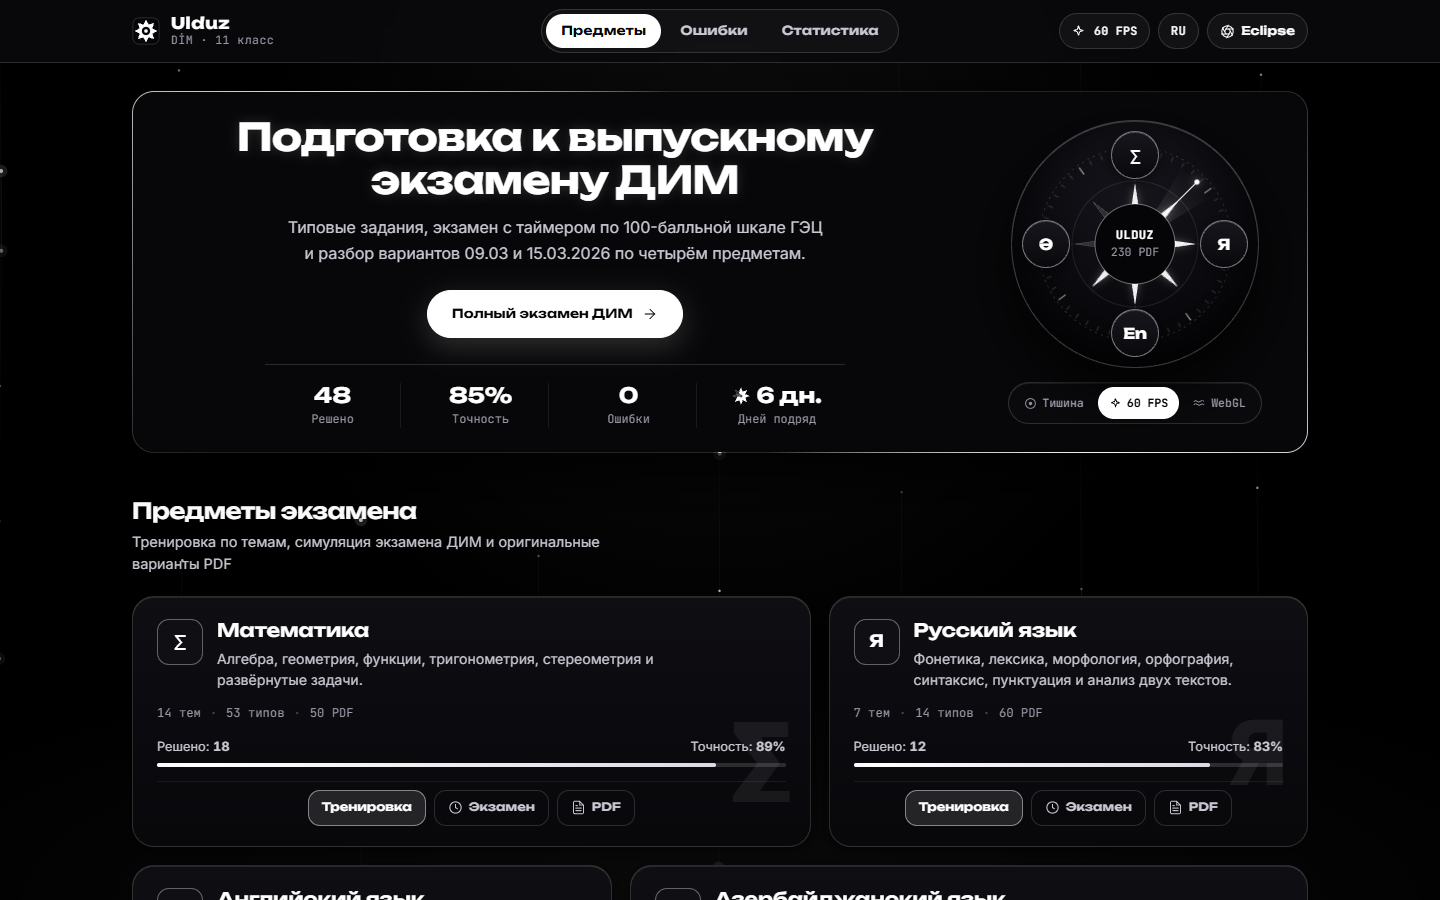 Ulduz
DİM · 11 класс
Предметы
Ошибки
Статистика
60 FPS
RU
Eclipse
Подготовка к выпускному
экзамену ДИМ
Типовые задания, экзамен с таймером по 100-балльной шкале ГЭЦ
и разбор вариантов 09.03 и 15.03.2026 по четырём предметам.
Полный экзамен ДИМ
48
Решено
85%
Точность
0
Ошибки
6 дн.
Дней подряд
Σ
ə
Я
En
ULDUZ
230 PDF
Тишина
60 FPS
WebGL
Предметы экзамена
Тренировка по темам, симуляция экзамена ДИМ и оригинальные
варианты PDF
Σ
Математика
Алгебра, геометрия, функции, тригонометрия, стереометрия и
развёрнутые задачи.
14 тем · 53 типов · 50 PDF
Решено: 18
Точность: 89%
Σ
Тренировка
Экзамен
PDF
Я
Русский язык
Фонетика, лексика, морфология, орфография,
синтаксис, пунктуация и анализ двух текстов.
7 тем · 14 типов · 60 PDF
Решено: 12
Точность: 83%
Я
Тренировка
Экзамен
PDF
Английский язык
Азербайджанский язык